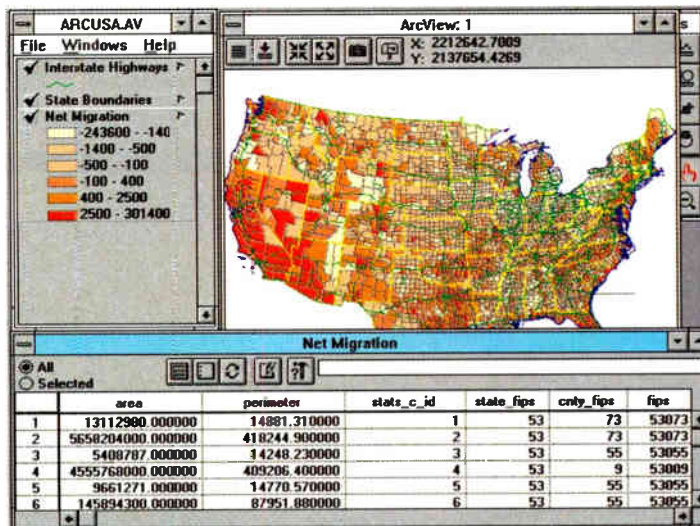 ARCUSA.AV
File Windows Help
Interstate Highways
State Boundaries
Net Migration
-243600 - -140
-1400 - -500
-500 - -100
-100 - 400
400 - 2500
2500 - 301400
ArcView: 1
X: 2212642.7009
Y: 2137654.4269
s
Net Migration
All
Selected
area perimeter stats_c_id state_fips cnty_fips fips
1 13112980.000000 14881.310000 1 53 73 53073
2 5658204000.000000 418244.900000 2 53 73 53073
3 5408787.000000 14248.230000 3 53 55 53055
4 4555768000.000000 409206.400000 4 53 9 53009
5 9661271.000000 14770.570000 5 53 55 53055
6 145894300.000000 87951.880000 6 53 55 53055